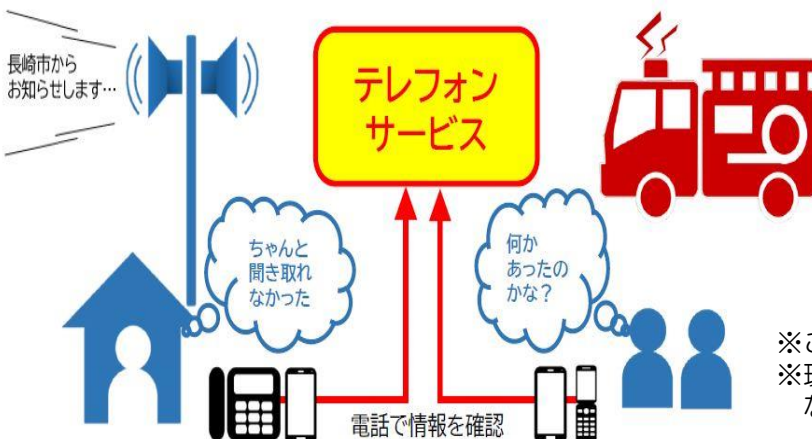 長崎市から
お知らせします…
テレフォン
サービス
ちゃんと
聞き取れ
なかった
何か
あったの
かな？
電話で情報を確認
※こ
※現